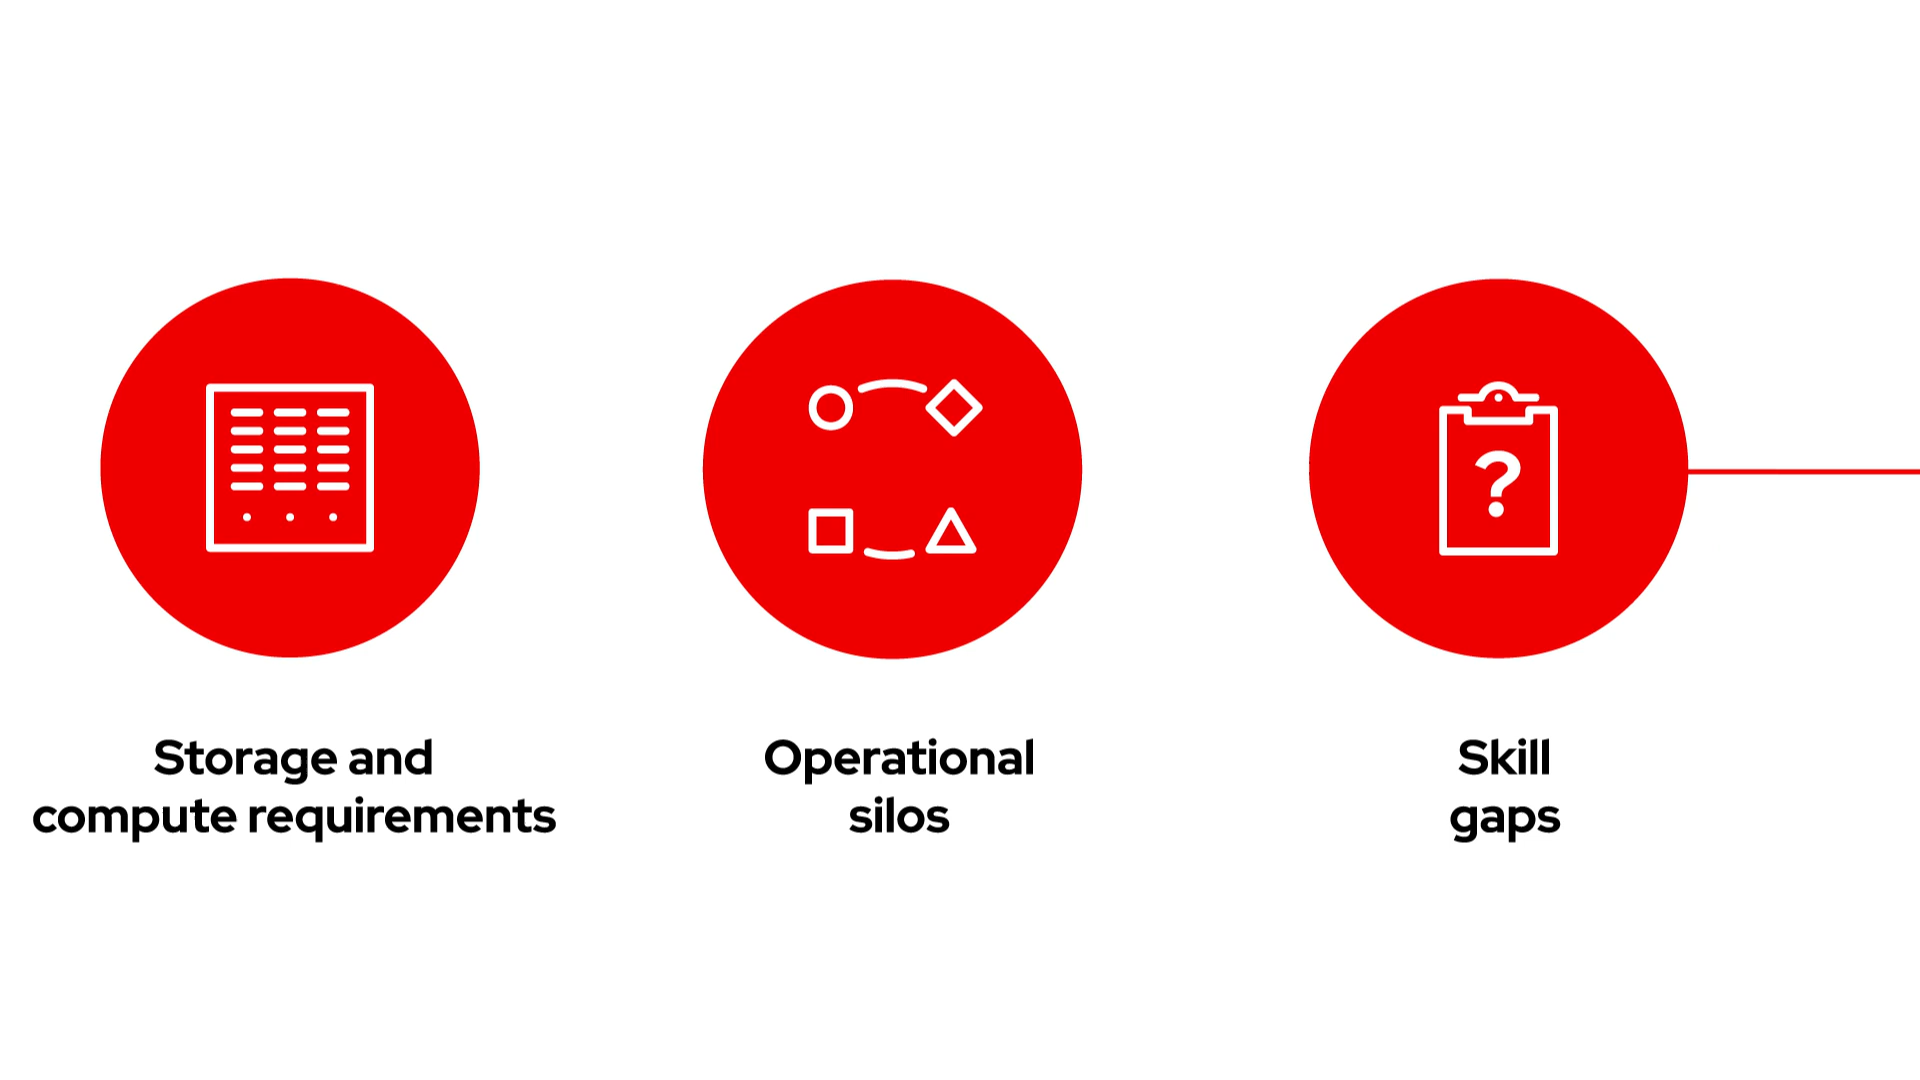 Storage and
compute requirements
Operational
silos
?
Skill
gaps